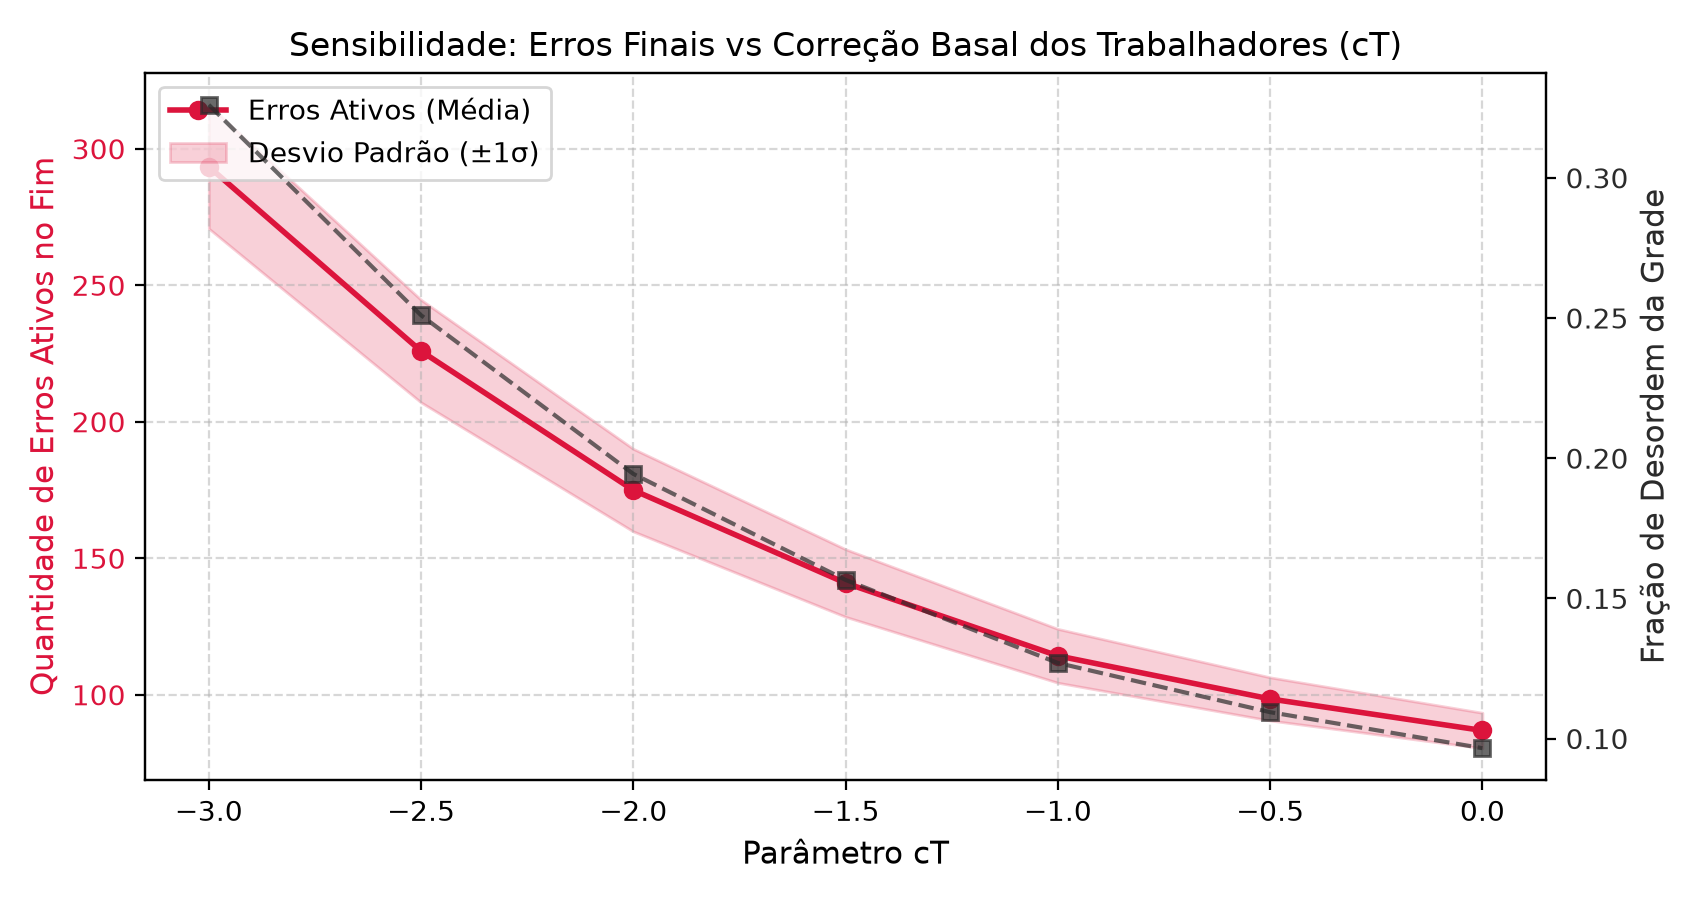 Sensibilidade: Erros Finais vs Correção Basal dos Trabalhadores (cT)
Erros Ativos (Média)
Desvio Padrão (±1σ)
Quantidade de Erros Ativos no Fim
300
250
200
150
100
Fração de Desordem da Grade
0.30
0.25
0.20
0.15
0.10
−3.0 −2.5 −2.0 −1.5 −1.0 −0.5 0.0
Parâmetro cT